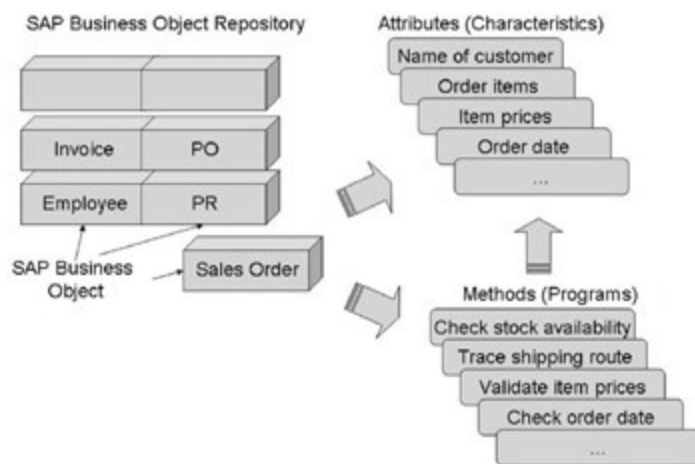 SAP Business Object Repository
Invoice
PO
Employee
PR
SAP Business
Object
Sales Order
Attributes (Characteristics)
Name of customer
Order items
Item prices
Order date
...
Methods (Programs)
Check stock availability
Trace shipping route
Validate item prices
Check order date
...